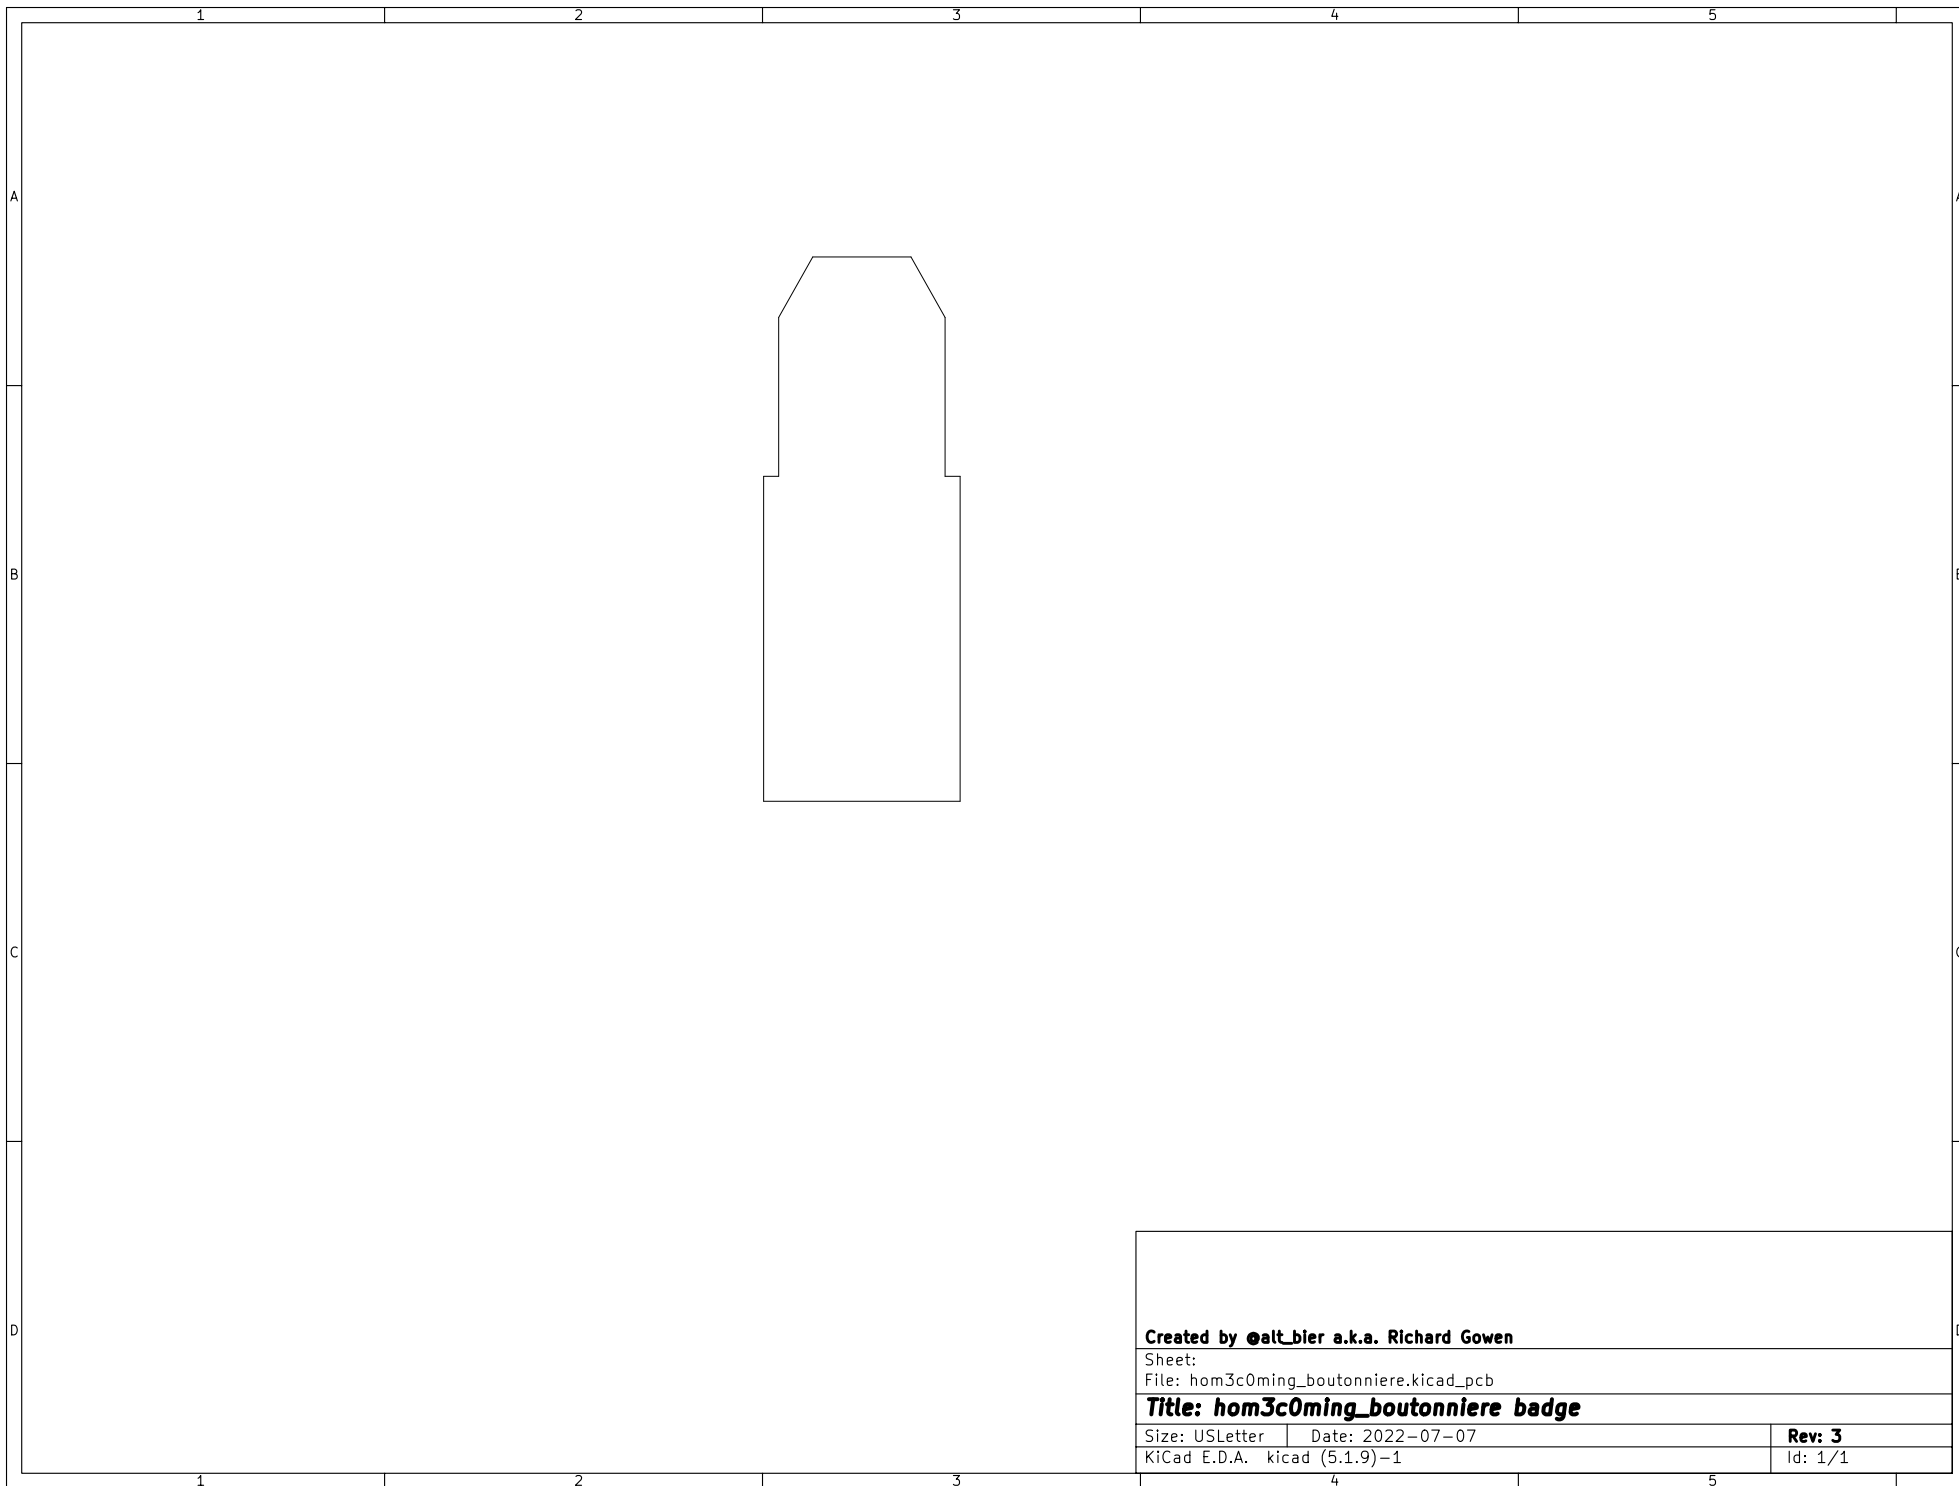 1 2 3 4 5
A A
B B
C C
D D
Created by @alt_bier a.k.a. Richard Gowen
Sheet:
File: hom3c0ming_boutonniere.kicad_pcb
Title: hom3c0ming_boutonniere badge
Size: USLetter Date: 2022-07-07 Rev: 3
KiCad E.D.A. kicad (5.1.9)-1 Id: 1/1
1 2 3 4 5